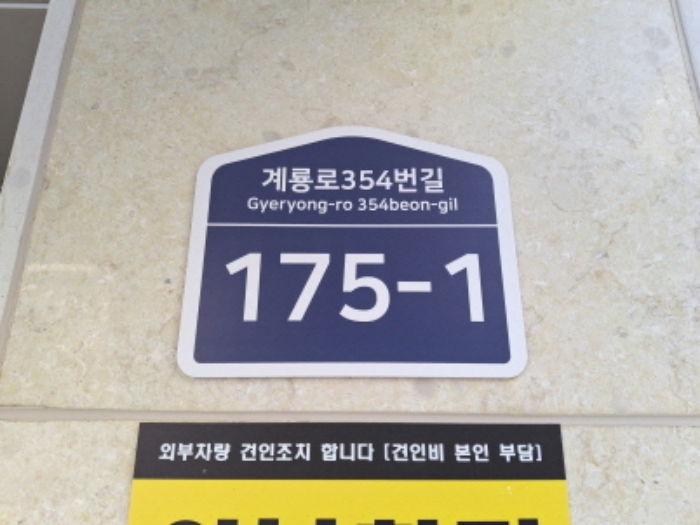 계룡로354번길
Gyeryong-ro 354beon-gil
175-1
외부차량 견인조치 합니다 [견인비 본인 부담]